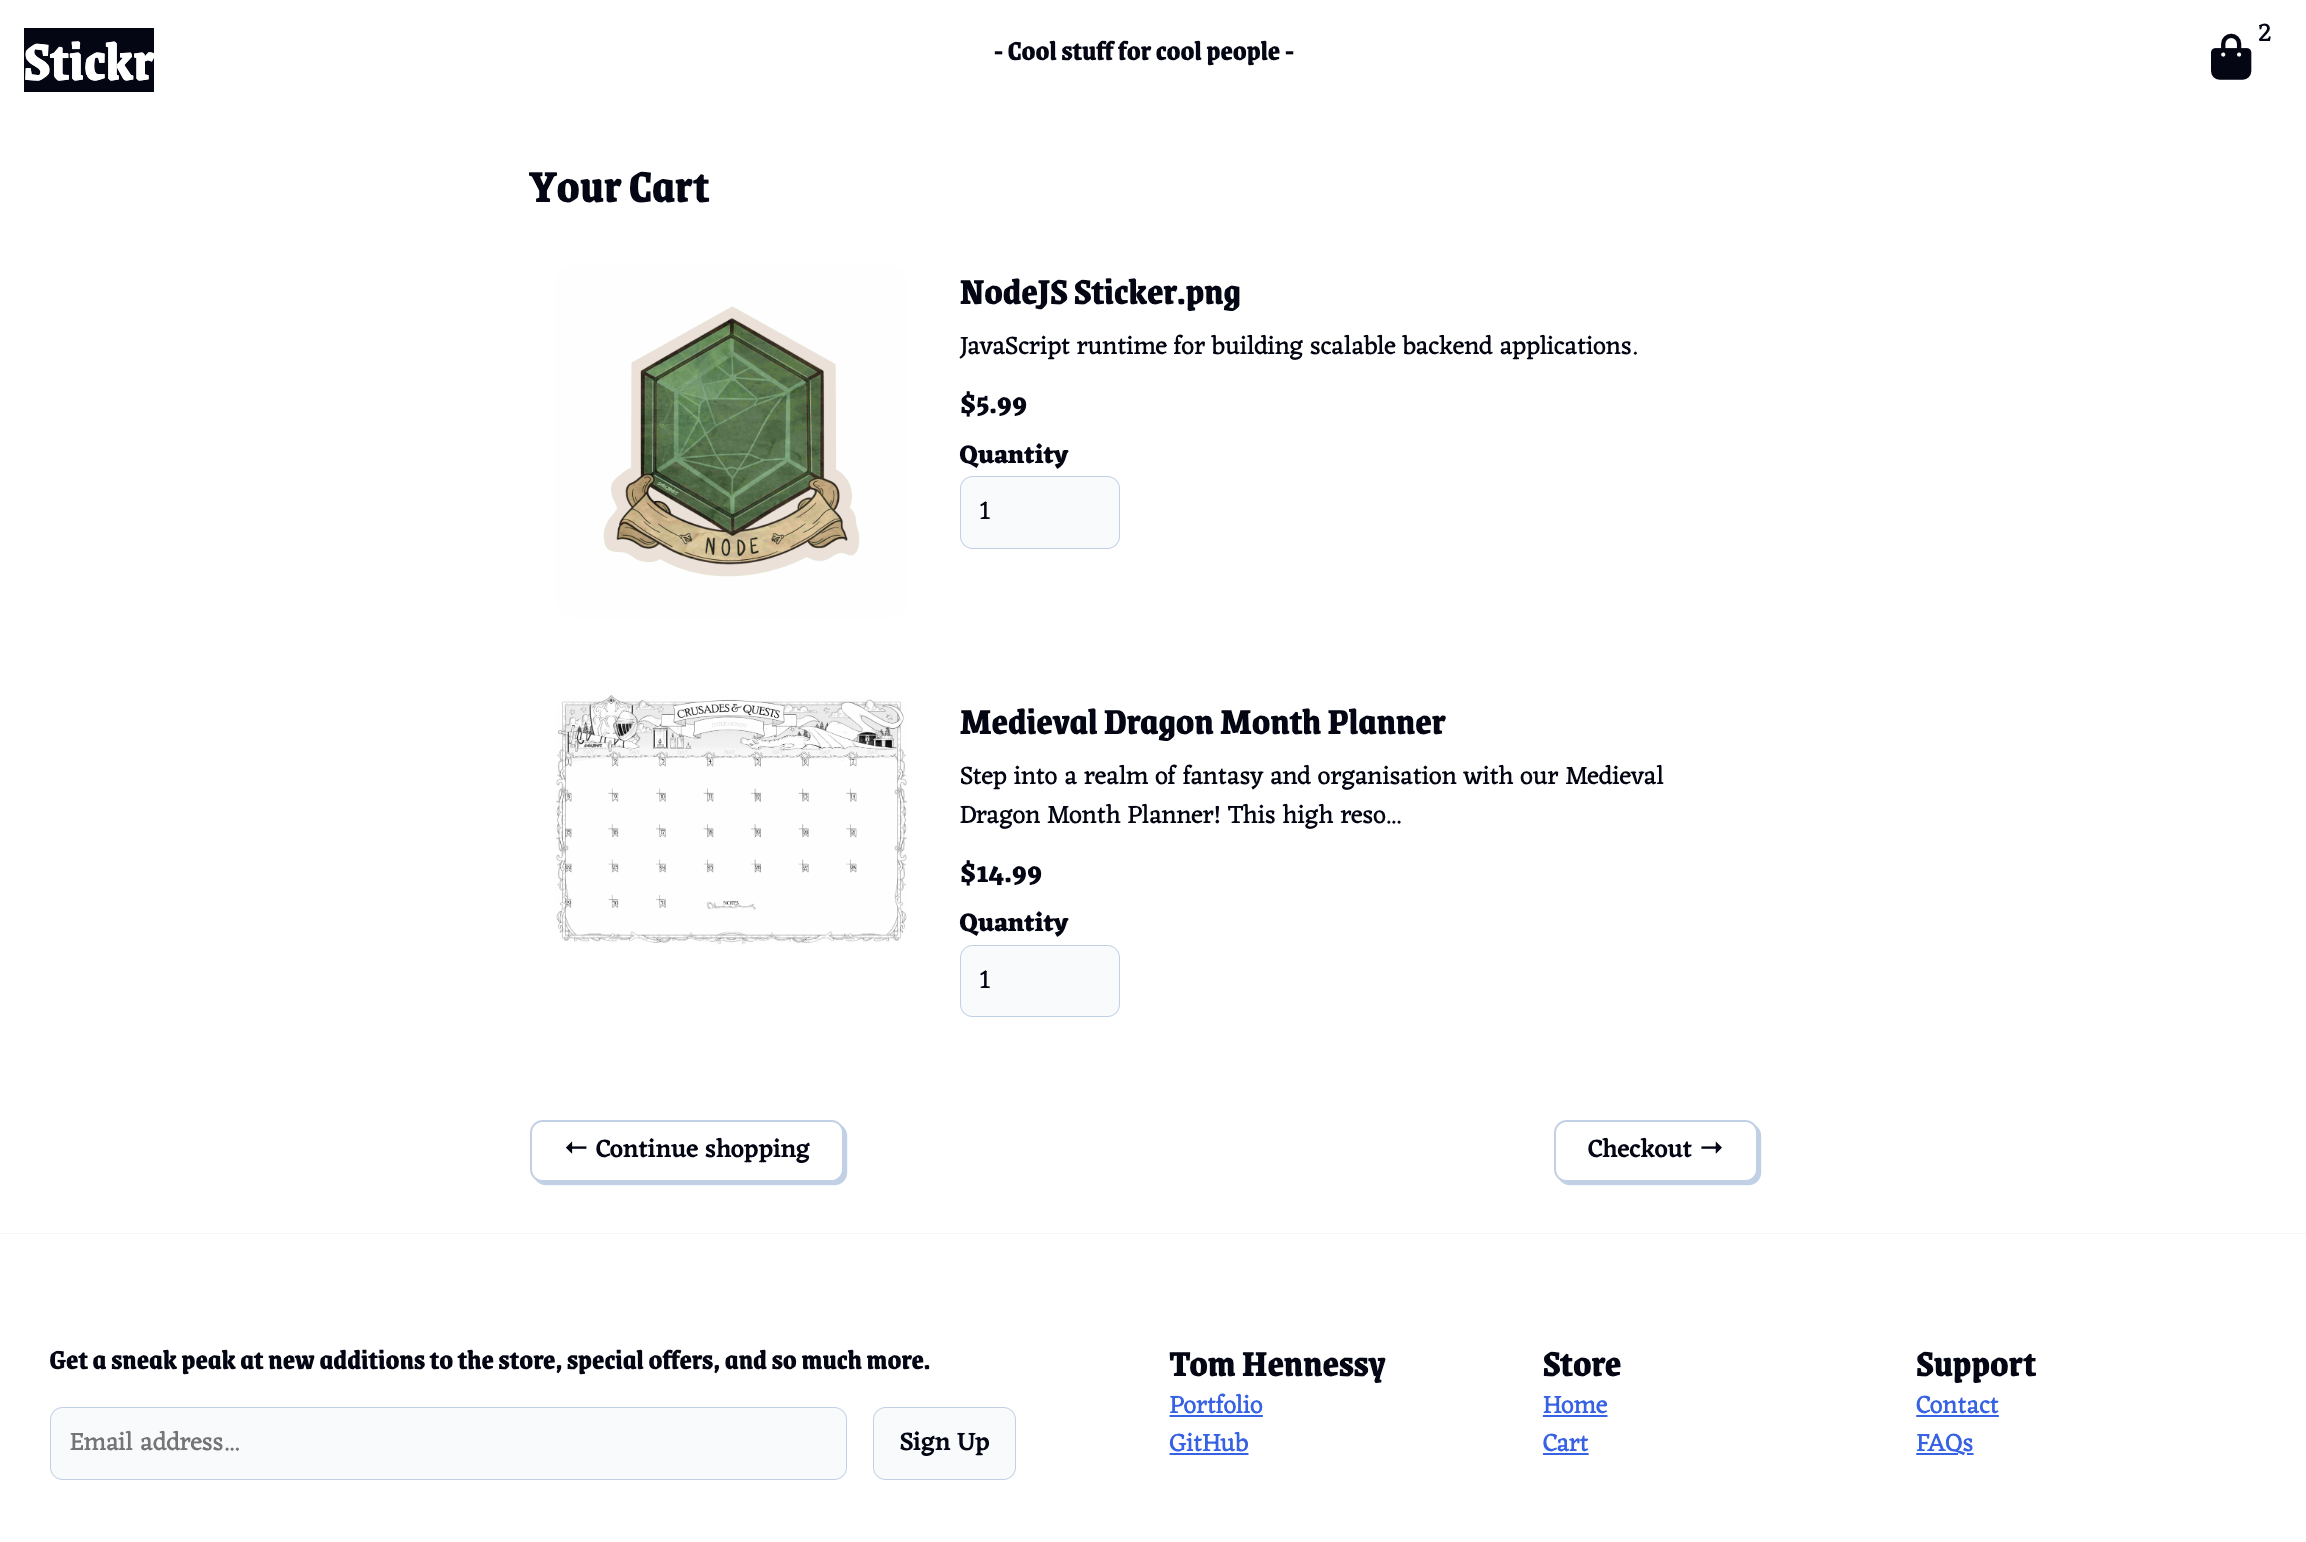 Stickr
- Cool stuff for cool people -
2
Your Cart
NODE
NodeJS Sticker.png
JavaScript runtime for building scalable backend applications.
$5.99
Quantity
1
CRUSADES & QUESTS
NOTES
Medieval Dragon Month Planner
Step into a realm of fantasy and organisation with our Medieval
Dragon Month Planner! This high reso...
$14.99
Quantity
1
← Continue shopping
Checkout →
Get a sneak peak at new additions to the store, special offers, and so much more.
Email address...
Sign Up
Tom Hennessy
Portfolio
GitHub
Store
Home
Cart
Support
Contact
FAQs